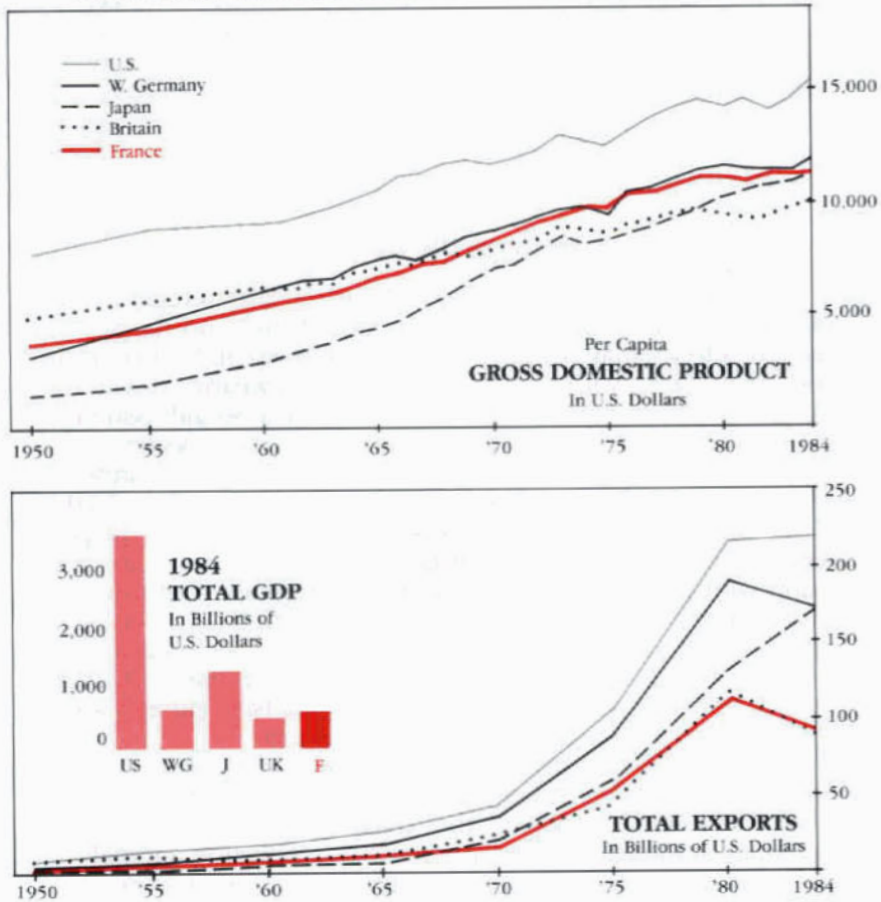 U.S.
W. Germany
Japan
Britain
France
15,000
10,000
5,000
Per Capita
GROSS DOMESTIC PRODUCT
In U.S. Dollars
1950 '55 '60 '65 '70 '75 '80 1984
250
200
150
100
50
3,000
2,000
1,000
0
1984
TOTAL GDP
In Billions of
U.S. Dollars
US WG J UK F
TOTAL EXPORTS
In Billions of U.S. Dollars
1950 '55 '60 '65 '70 '75 '80 1984